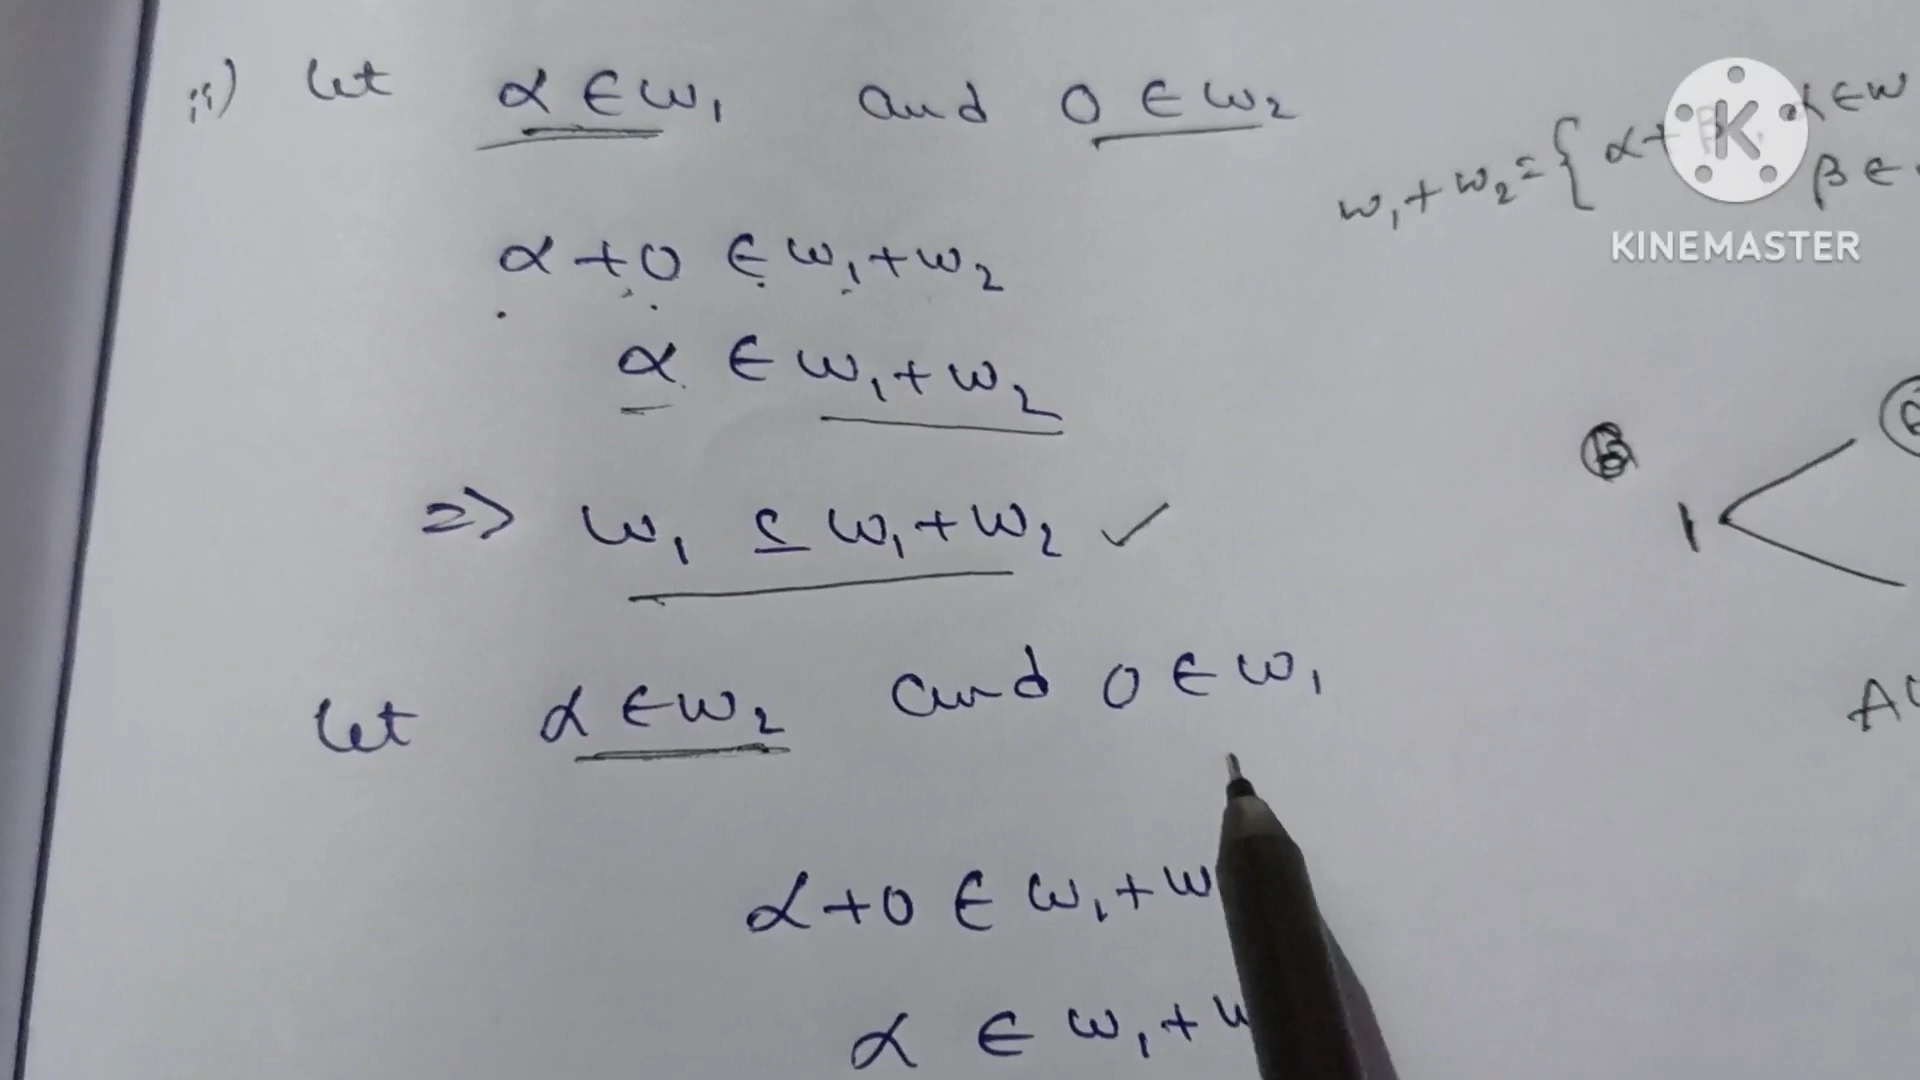 ii) let α ∈ W₁ and 0 ∈ W₂
W₁ + W₂ = { α + β, α ∈ W
β ∈
KINEMASTER
α + 0 ∈ W₁ + W₂
α ∈ W₁ + W₂
⇒ W₁ ⊆ W₁ + W₂ ✓
let α ∈ W₂ and 0 ∈ W₁
α + 0 ∈ W₁ + W
α ∈ W₁ + W